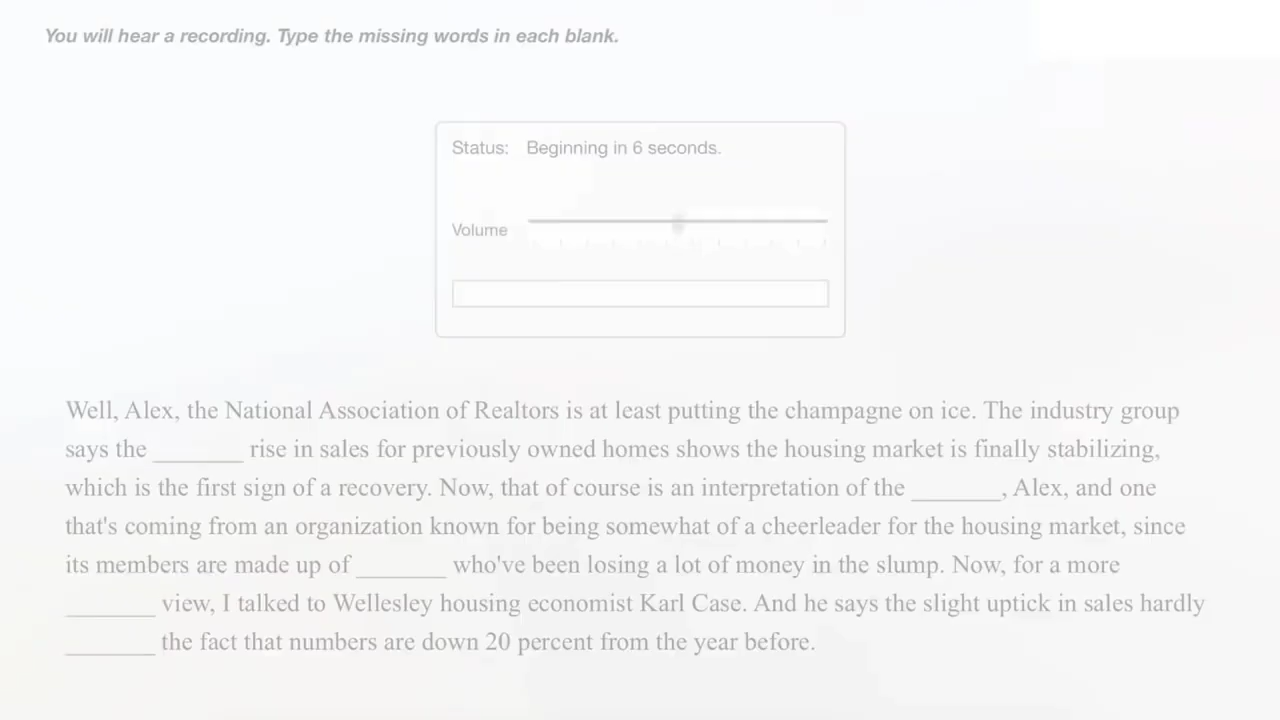 You will hear a recording. Type the missing words in each blank.
Status: Beginning in 6 seconds.
Volume
Well, Alex, the National Association of Realtors is at least putting the champagne on ice. The industry group
says the _______ rise in sales for previously owned homes shows the housing market is finally stabilizing,
which is the first sign of a recovery. Now, that of course is an interpretation of the _______, Alex, and one
that's coming from an organization known for being somewhat of a cheerleader for the housing market, since
its members are made up of _______ who've been losing a lot of money in the slump. Now, for a more
_______ view, I talked to Wellesley housing economist Karl Case. And he says the slight uptick in sales hardly
_______ the fact that numbers are down 20 percent from the year before.